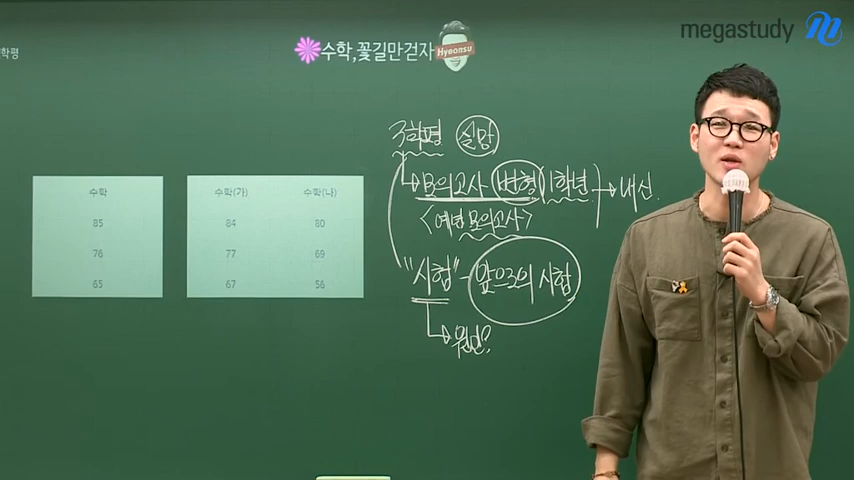 학평
수학,꽃길만걷자
Hyeonsu
megastudy
수학
85
76
65
수학(가) 수학(나)
84 80
77 69
67 56
3학평 실망
모의고사 변형 1학년 → 내신.
<예년 모의고사>
"시험" - 앞으로의 시험
원인?